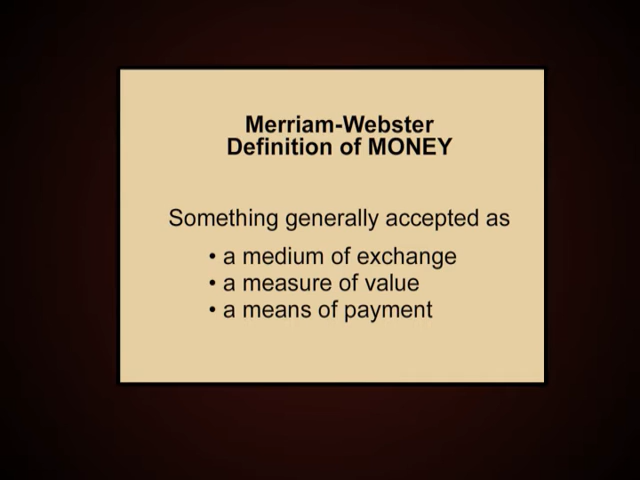 Merriam-Webster
Definition of MONEY
Something generally accepted as
• a medium of exchange
• a measure of value
• a means of payment